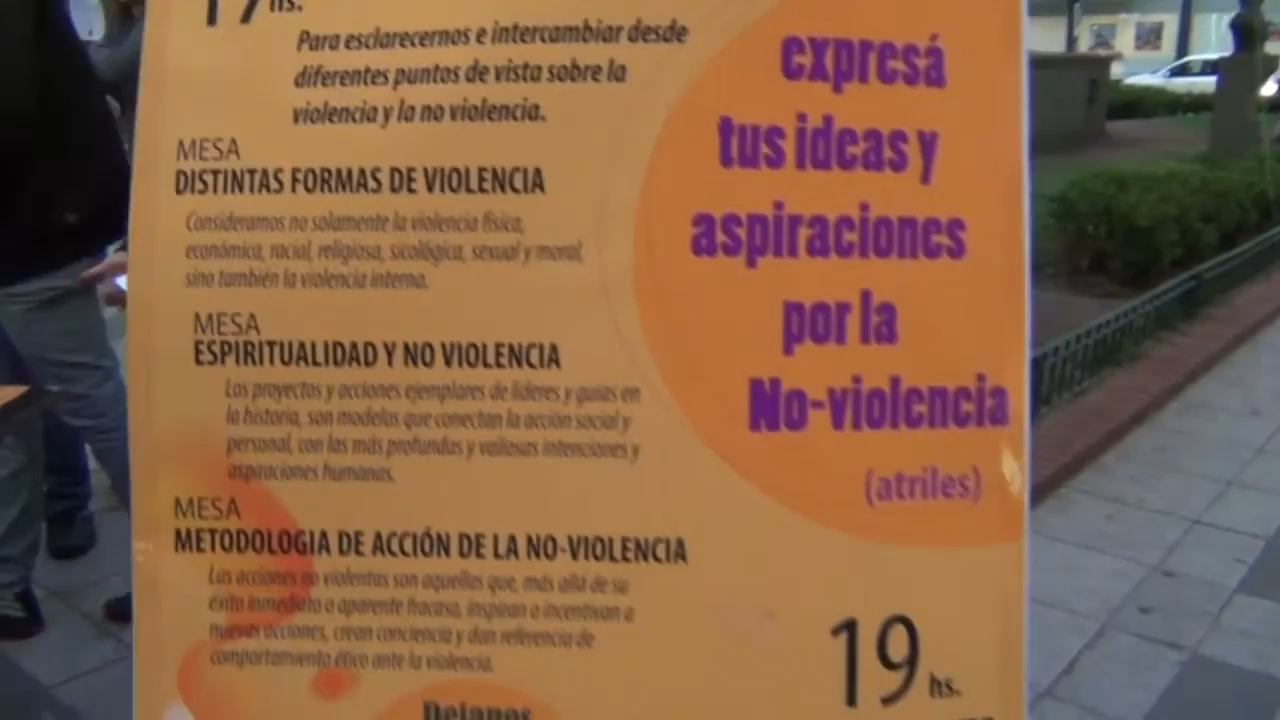 17 hs.
Para esclarecernos e intercambiar desde
diferentes puntos de vista sobre la
violencia y la no violencia.
MESA
DISTINTAS FORMAS DE VIOLENCIA
Consideramos no solamente la violencia física,
económica, racial, religiosa, sicológica, sexual y moral,
sino también la violencia interna.
MESA
ESPIRITUALIDAD Y NO VIOLENCIA
Los proyectos y acciones ejemplares de líderes y guías en
la historia, son modelos que conectan la acción social y
personal, con las más profundas y valiosas intenciones y
aspiraciones humanas.
MESA
METODOLOGIA DE ACCIÓN DE LA NO-VIOLENCIA
Las acciones no violentas son aquellas que, más allá de su
éxito inmediato o aparente fracaso, inspiran o incentivan a
nuevas acciones, crean conciencia y dan referencia de
comportamiento ético ante la violencia.
expresá
tus ideas y
aspiraciones
por la
No-violencia
(atriles)
19 hs.